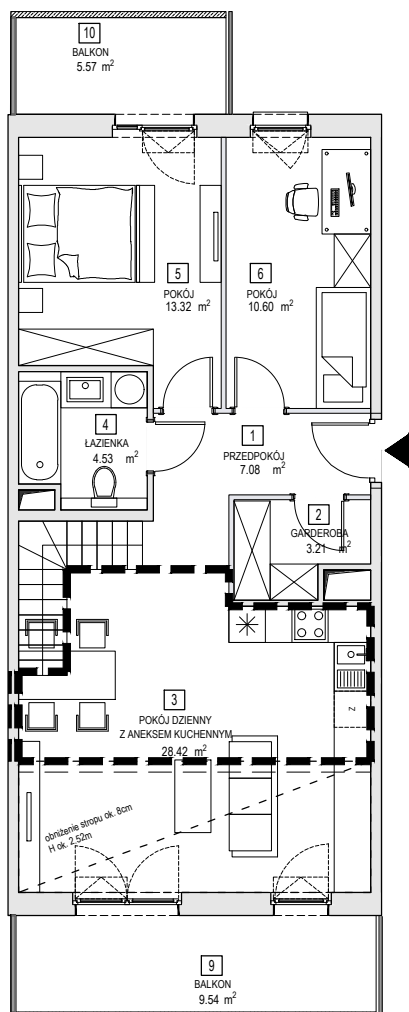 10
BALKON
5.57 m²
5
POKÓJ
13.32 m²
6
POKÓJ
10.60 m²
4
ŁAZIENKA
4.53 m²
1
PRZEDPOKÓJ
7.08 m²
2
GARDEROBA
3.21 m²
3
POKÓJ DZIENNY
Z ANEKSEM KUCHENNYM
28.42 m²
Z
obniżenie stropu ok. 8cm
H ok. 2.52m
9
BALKON
9.54 m²